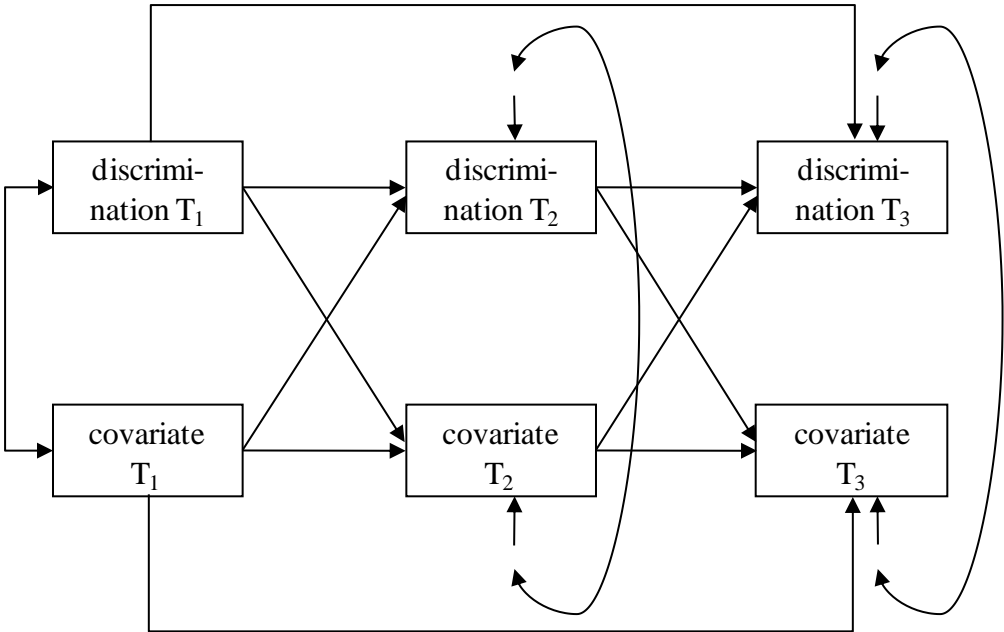 discrimi-
nation T₁
discrimi-
nation T₂
discrimi-
nation T₃
covariate
T₁
covariate
T₂
covariate
T₃